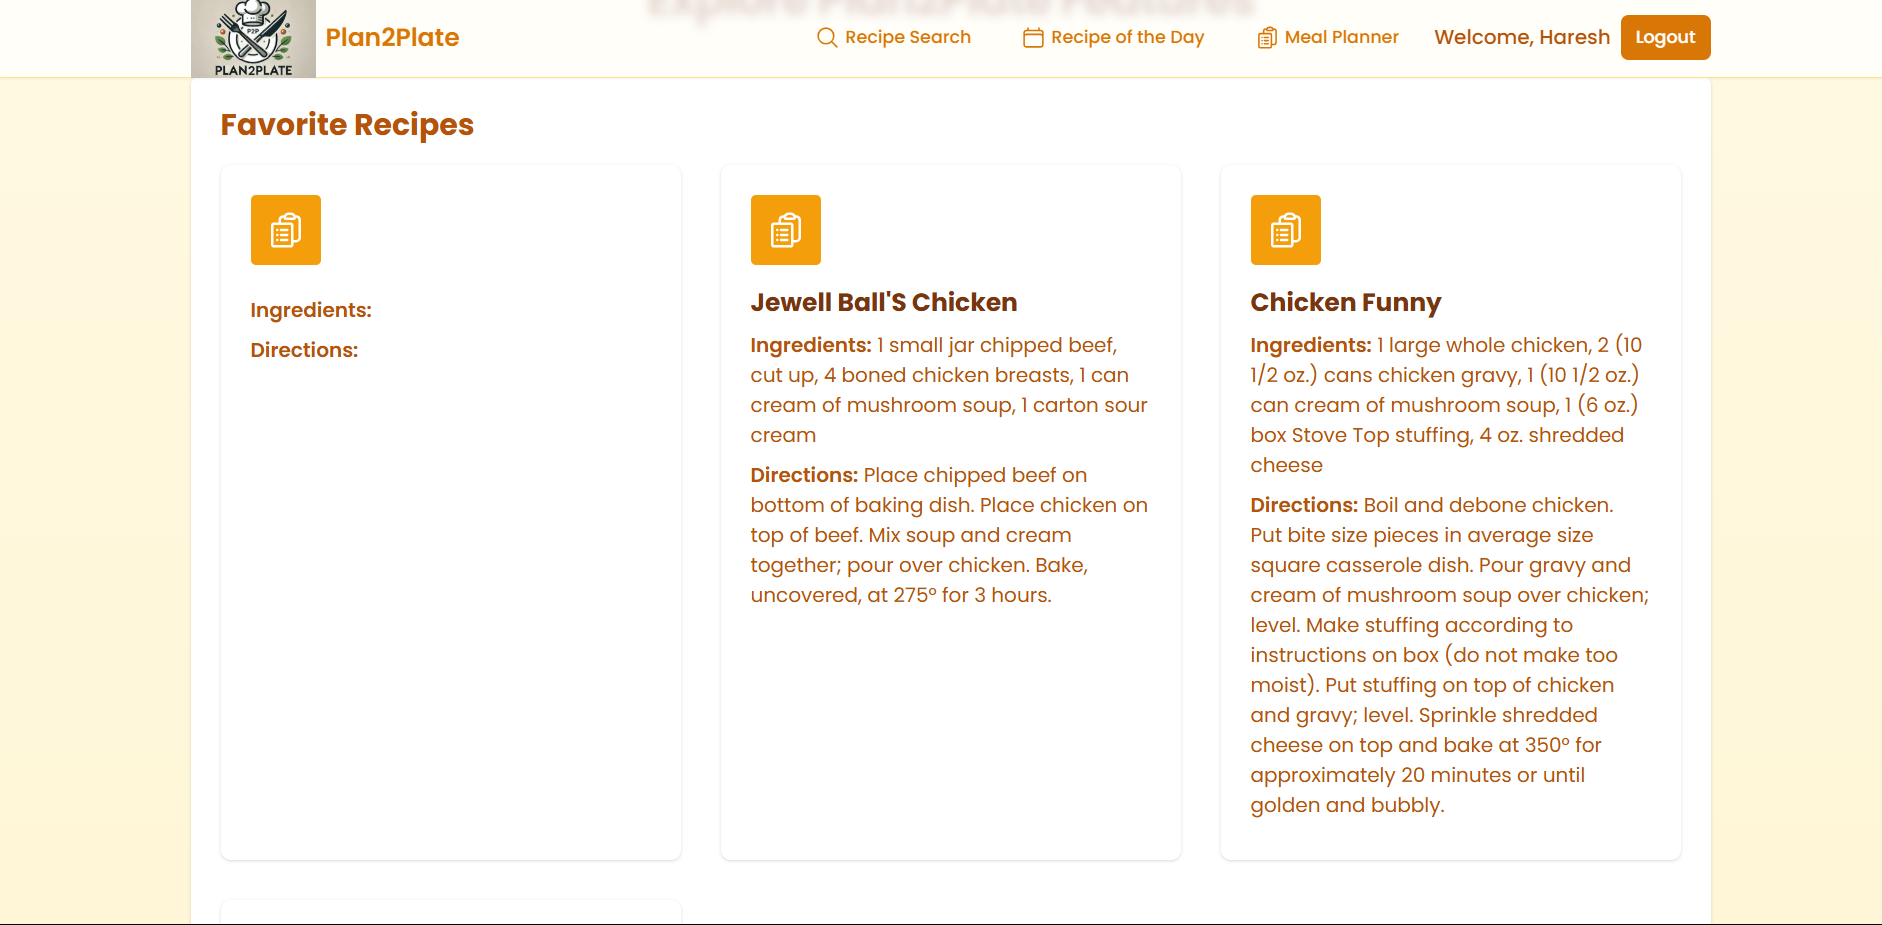 Explore Plan2Plate Features
P2P
PLAN2PLATE
Plan2Plate
Recipe Search
Recipe of the Day
Meal Planner
Welcome, Haresh
Logout
Favorite Recipes
Ingredients:
Directions:
Jewell Ball'S Chicken
Ingredients: 1 small jar chipped beef,
cut up, 4 boned chicken breasts, 1 can
cream of mushroom soup, 1 carton sour
cream
Directions: Place chipped beef on
bottom of baking dish. Place chicken on
top of beef. Mix soup and cream
together; pour over chicken. Bake,
uncovered, at 275° for 3 hours.
Chicken Funny
Ingredients: 1 large whole chicken, 2 (10
1/2 oz.) cans chicken gravy, 1 (10 1/2 oz.)
can cream of mushroom soup, 1 (6 oz.)
box Stove Top stuffing, 4 oz. shredded
cheese
Directions: Boil and debone chicken.
Put bite size pieces in average size
square casserole dish. Pour gravy and
cream of mushroom soup over chicken;
level. Make stuffing according to
instructions on box (do not make too
moist). Put stuffing on top of chicken
and gravy; level. Sprinkle shredded
cheese on top and bake at 350° for
approximately 20 minutes or until
golden and bubbly.